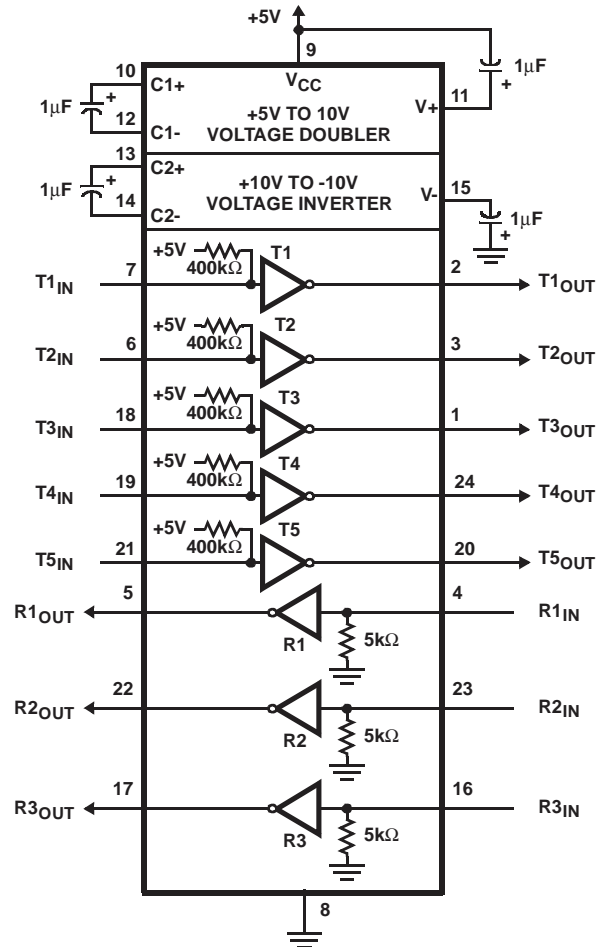 +5V
9
10
C1+
VCC
1μF
+
+
1μF
11
V+
12
C1-
+5V TO 10V
VOLTAGE DOUBLER
13
C2+
1μF
+
14
C2-
+10V TO -10V
VOLTAGE INVERTER
V-
15
1μF
+
+5V
400kΩ
T1
T1IN
7
2
T1OUT
+5V
400kΩ
T2
T2IN
6
3
T2OUT
+5V
400kΩ
T3
T3IN
18
1
T3OUT
+5V
400kΩ
T4
T4IN
19
24
T4OUT
+5V
400kΩ
T5
T5IN
21
20
T5OUT
R1OUT
5
4
R1IN
R1
5kΩ
R2OUT
22
23
R2IN
R2
5kΩ
R3OUT
17
16
R3IN
R3
5kΩ
8